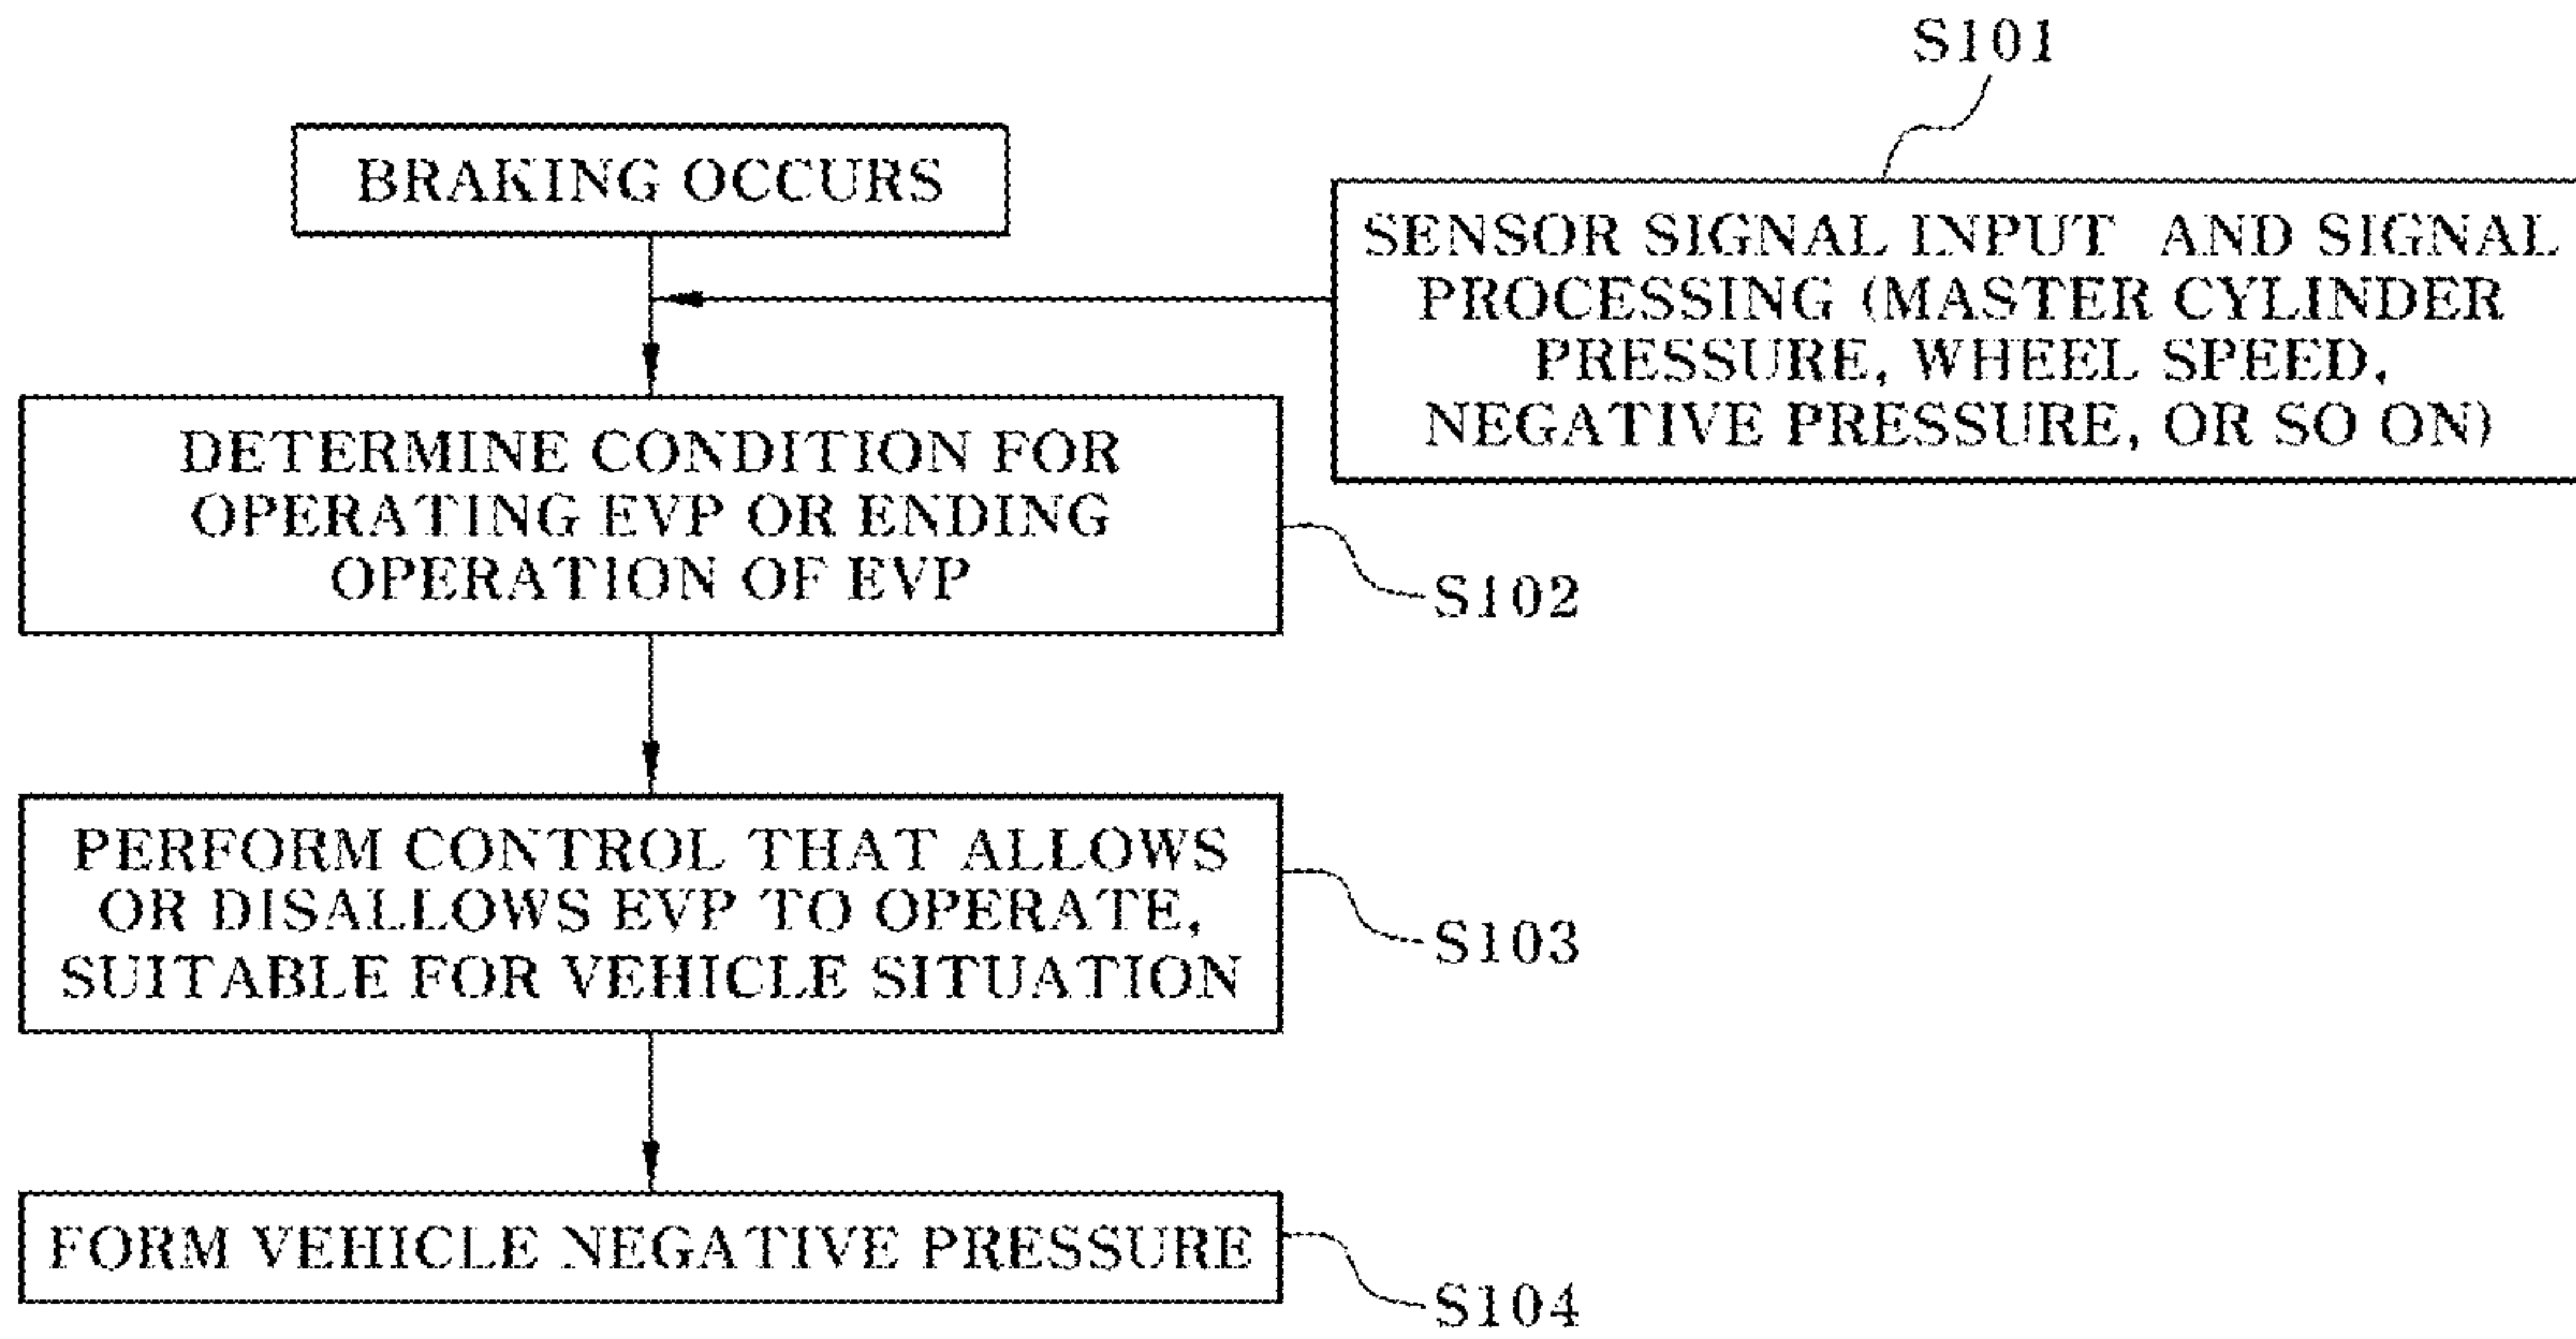 S101
BRAKING OCCURS
SENSOR SIGNAL INPUT AND SIGNAL
PROCESSING (MASTER CYLINDER
PRESSURE, WHEEL SPEED,
NEGATIVE PRESSURE, OR SO ON)
DETERMINE CONDITION FOR
OPERATING EVP OR ENDING
OPERATION OF EVP
S102
PERFORM CONTROL THAT ALLOWS
OR DISALLOWS EVP TO OPERATE,
SUITABLE FOR VEHICLE SITUATION
S103
FORM VEHICLE NEGATIVE PRESSURE
S104